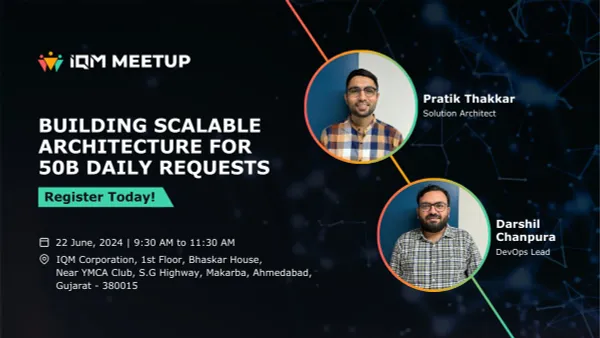 iQM MEETUP
BUILDING SCALABLE
ARCHITECTURE FOR
50B DAILY REQUESTS
Register Today!
22 June, 2024 | 9:30 AM to 11:30 AM
IQM Corporation, 1st Floor, Bhaskar House,
Near YMCA Club, S.G Highway, Makarba, Ahmedabad,
Gujarat - 380015
Pratik Thakkar
Solution Architect
Darshil
Chanpura
DevOps Lead